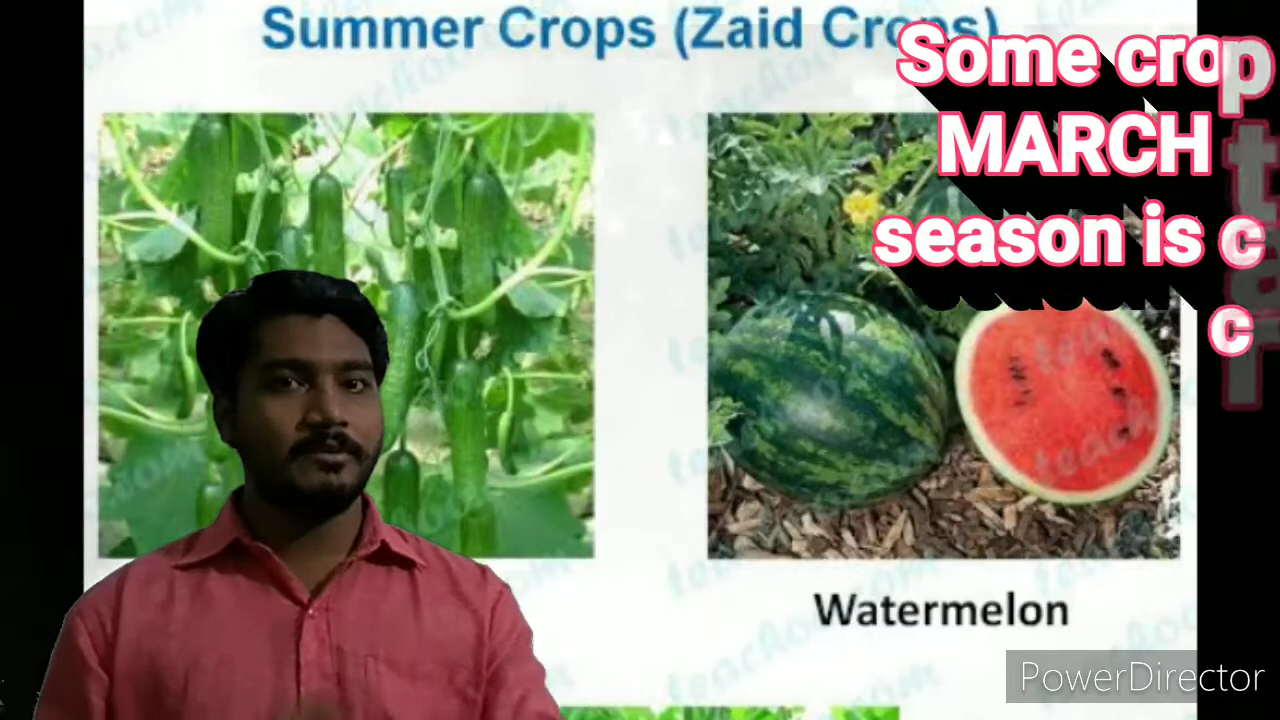 Summer Crops (Zaid Crops)
Some crop
MARCH
season is c
c
Watermelon
PowerDirector